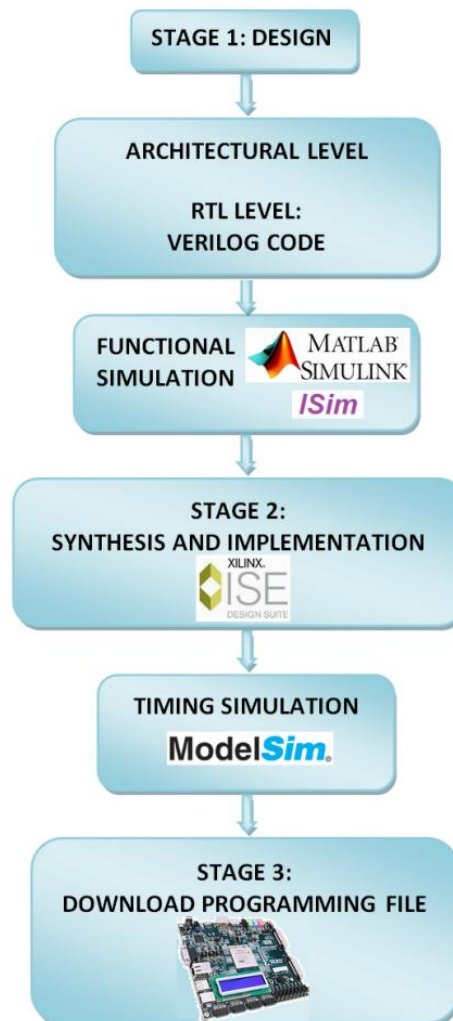 STAGE 1: DESIGN
ARCHITECTURAL LEVEL
RTL LEVEL:
VERILOG CODE
FUNCTIONAL
SIMULATION
MATLAB
SIMULINK
ISim
STAGE 2:
SYNTHESIS AND IMPLEMENTATION
XILINX®
ISE
DESIGN SUITE
TIMING SIMULATION
ModelSim®
STAGE 3:
DOWNLOAD PROGRAMMING FILE